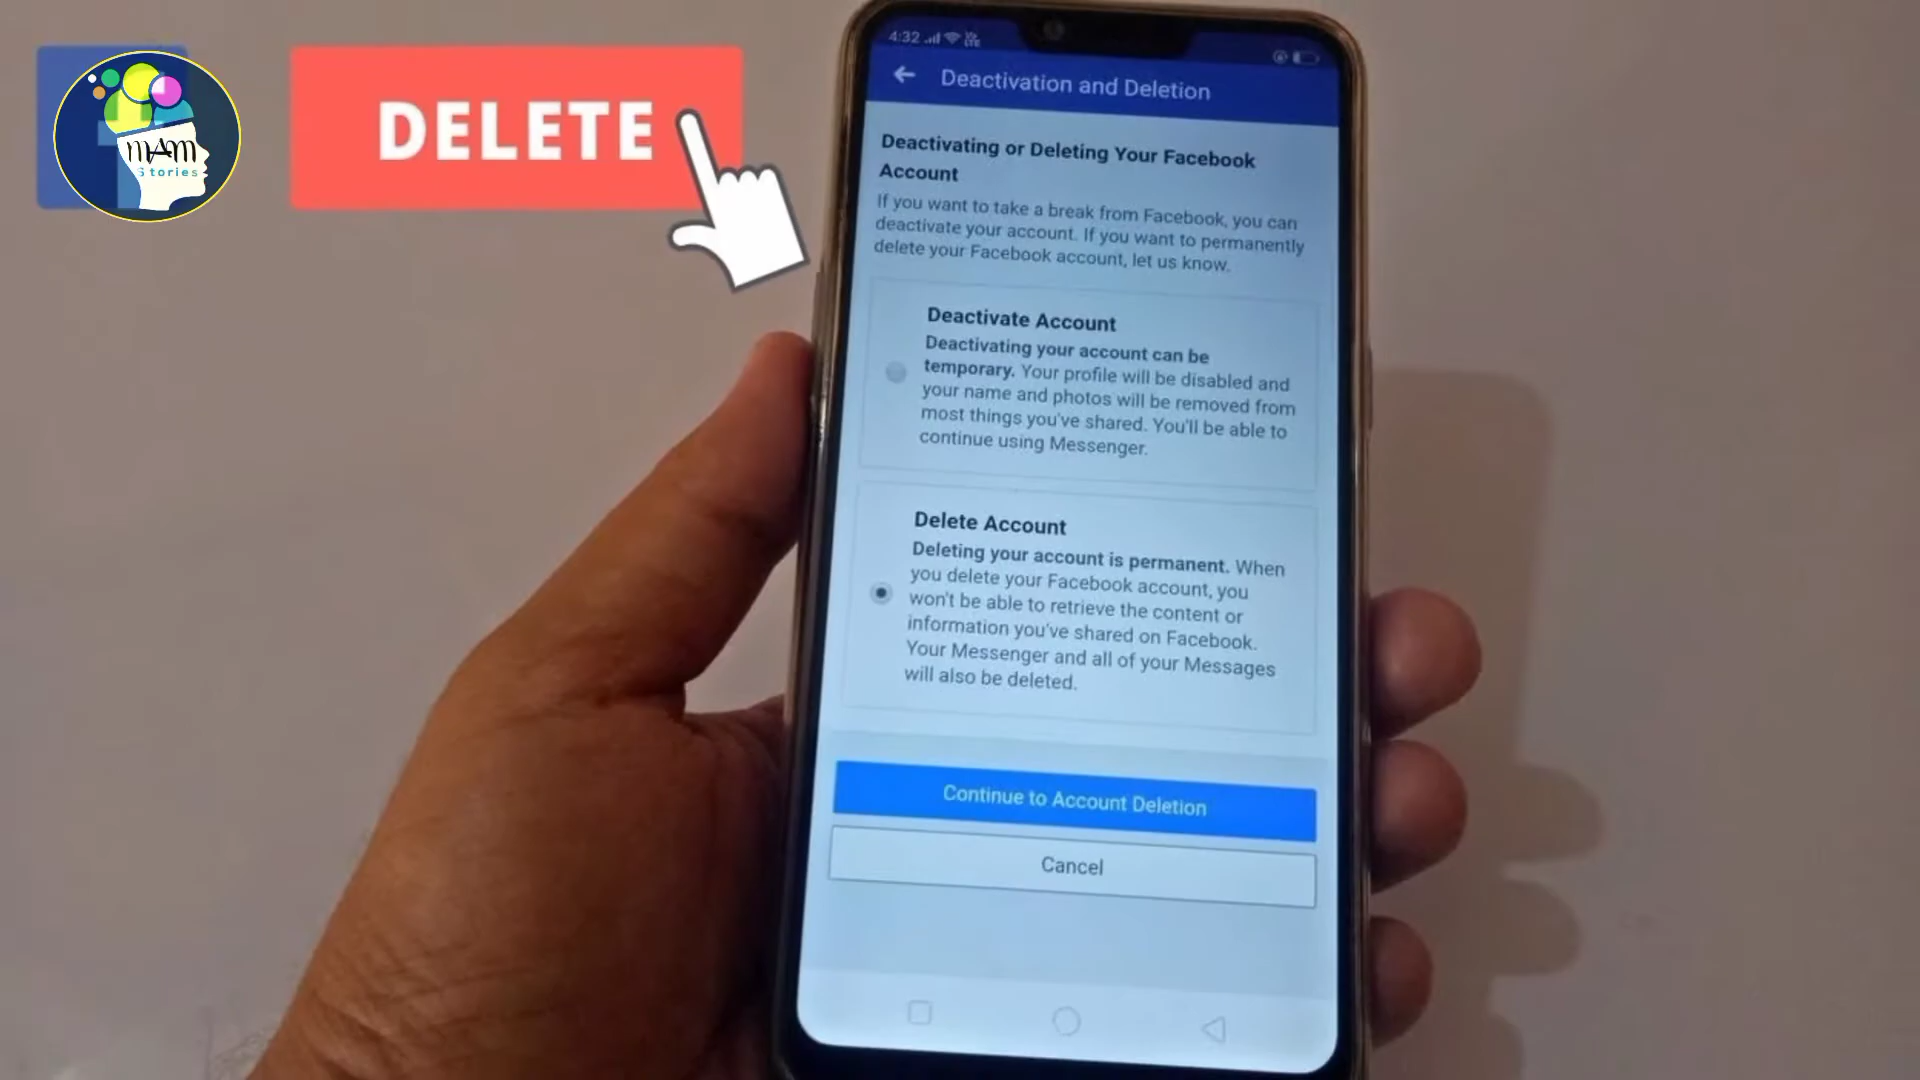 mAm
Stories
DELETE
4:32
Deactivation and Deletion
Deactivating or Deleting Your Facebook
Account
If you want to take a break from Facebook, you can
deactivate your account. If you want to permanently
delete your Facebook account, let us know.
Deactivate Account
Deactivating your account can be
temporary. Your profile will be disabled and
your name and photos will be removed from
most things you've shared. You'll be able to
continue using Messenger.
Delete Account
Deleting your account is permanent. When
you delete your Facebook account, you
won't be able to retrieve the content or
information you've shared on Facebook.
Your Messenger and all of your Messages
will also be deleted.
Continue to Account Deletion
Cancel